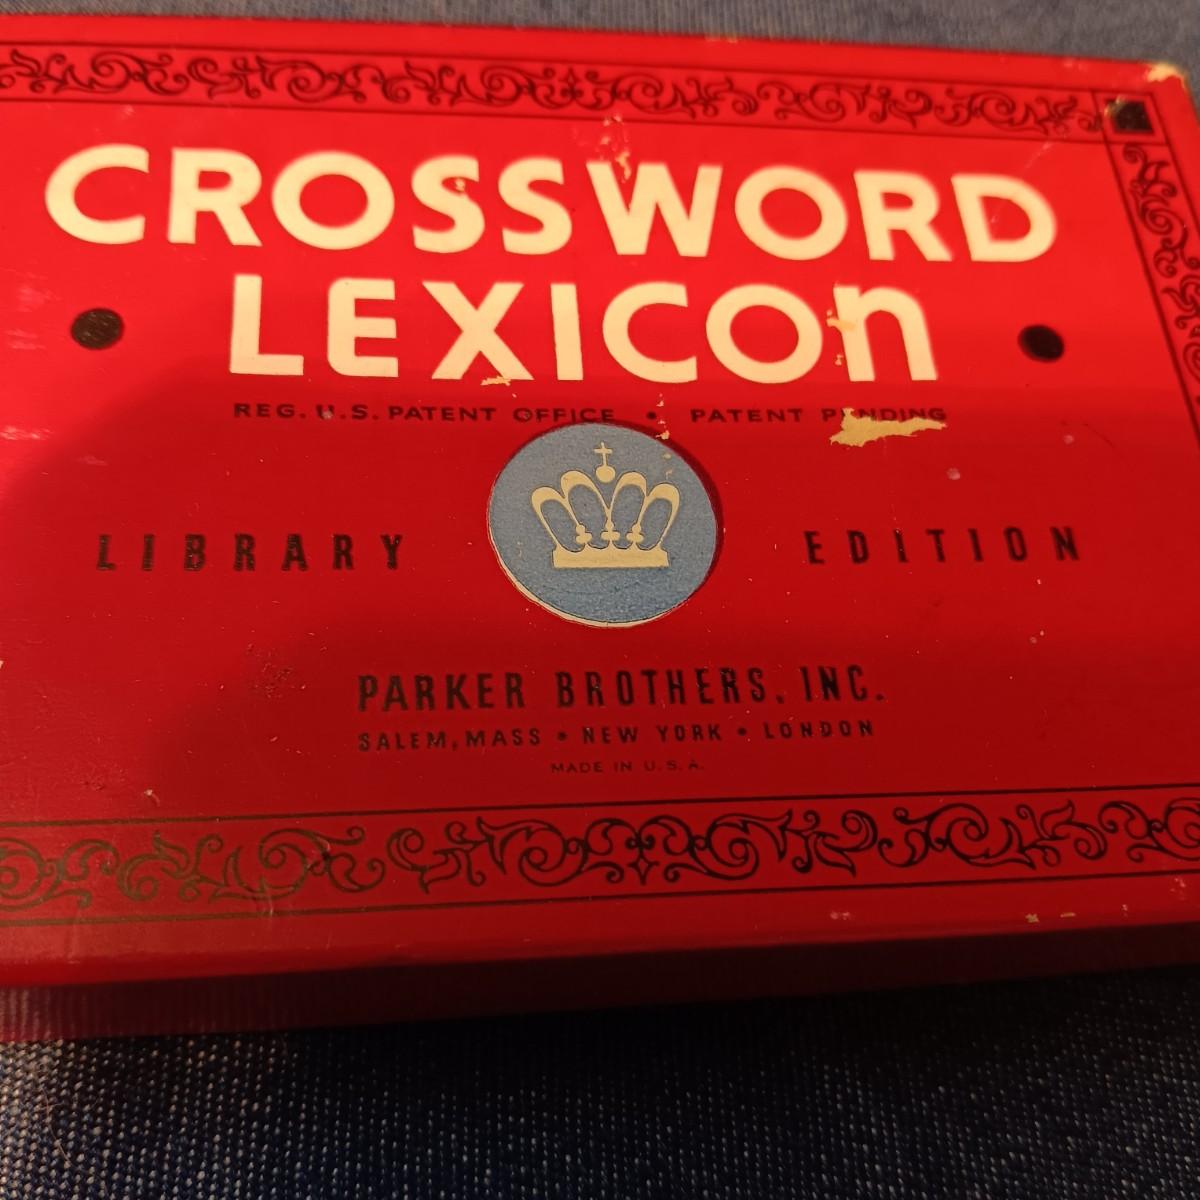 CROSSWORD
LEXICON
REG. U.S. PATENT OFFICE • PATENT PENDING
LIBRARY EDITION
PARKER BROTHERS, INC.
SALEM, MASS • NEW YORK • LONDON
MADE IN U.S.A.